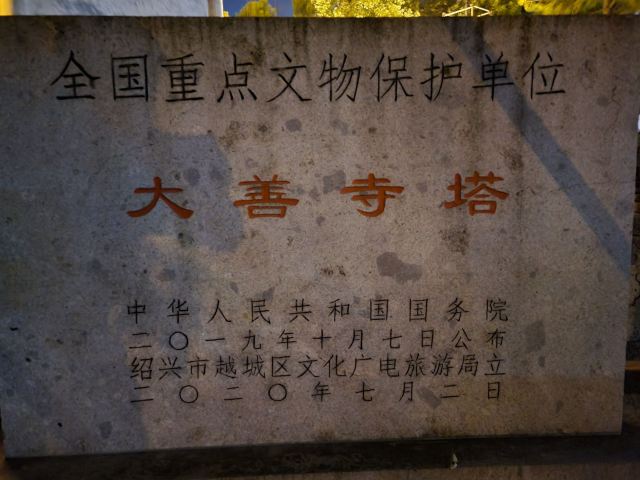 全国重点文物保护单位
大善寺塔
中华人民共和国国务院
二〇一九年十月七日公布
绍兴市越城区文化广电旅游局立
二〇二〇年七月二日